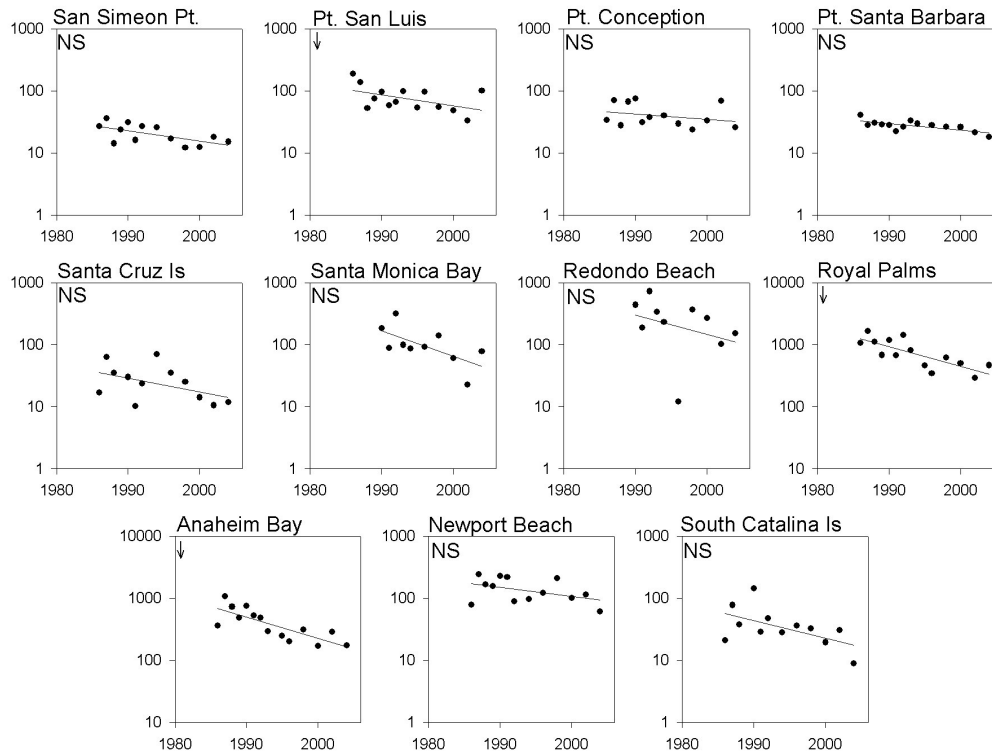 San Simeon Pt.
NS
1000
100
10
1
1980 1990 2000
Pt. San Luis
↓
1000
100
10
1
1980 1990 2000
Pt. Conception
NS
1000
100
10
1
1980 1990 2000
Pt. Santa Barbara
NS
1000
100
10
1
1980 1990 2000
Santa Cruz Is
NS
1000
100
10
1
1980 1990 2000
Santa Monica Bay
NS
1000
100
10
1
1980 1990 2000
Redondo Beach
NS
1000
100
10
1
1980 1990 2000
Royal Palms
↓
10000
1000
100
10
1980 1990 2000
Anaheim Bay
↓
10000
1000
100
10
1980 1990 2000
Newport Beach
NS
1000
100
10
1
1980 1990 2000
South Catalina Is
NS
1000
100
10
1
1980 1990 2000